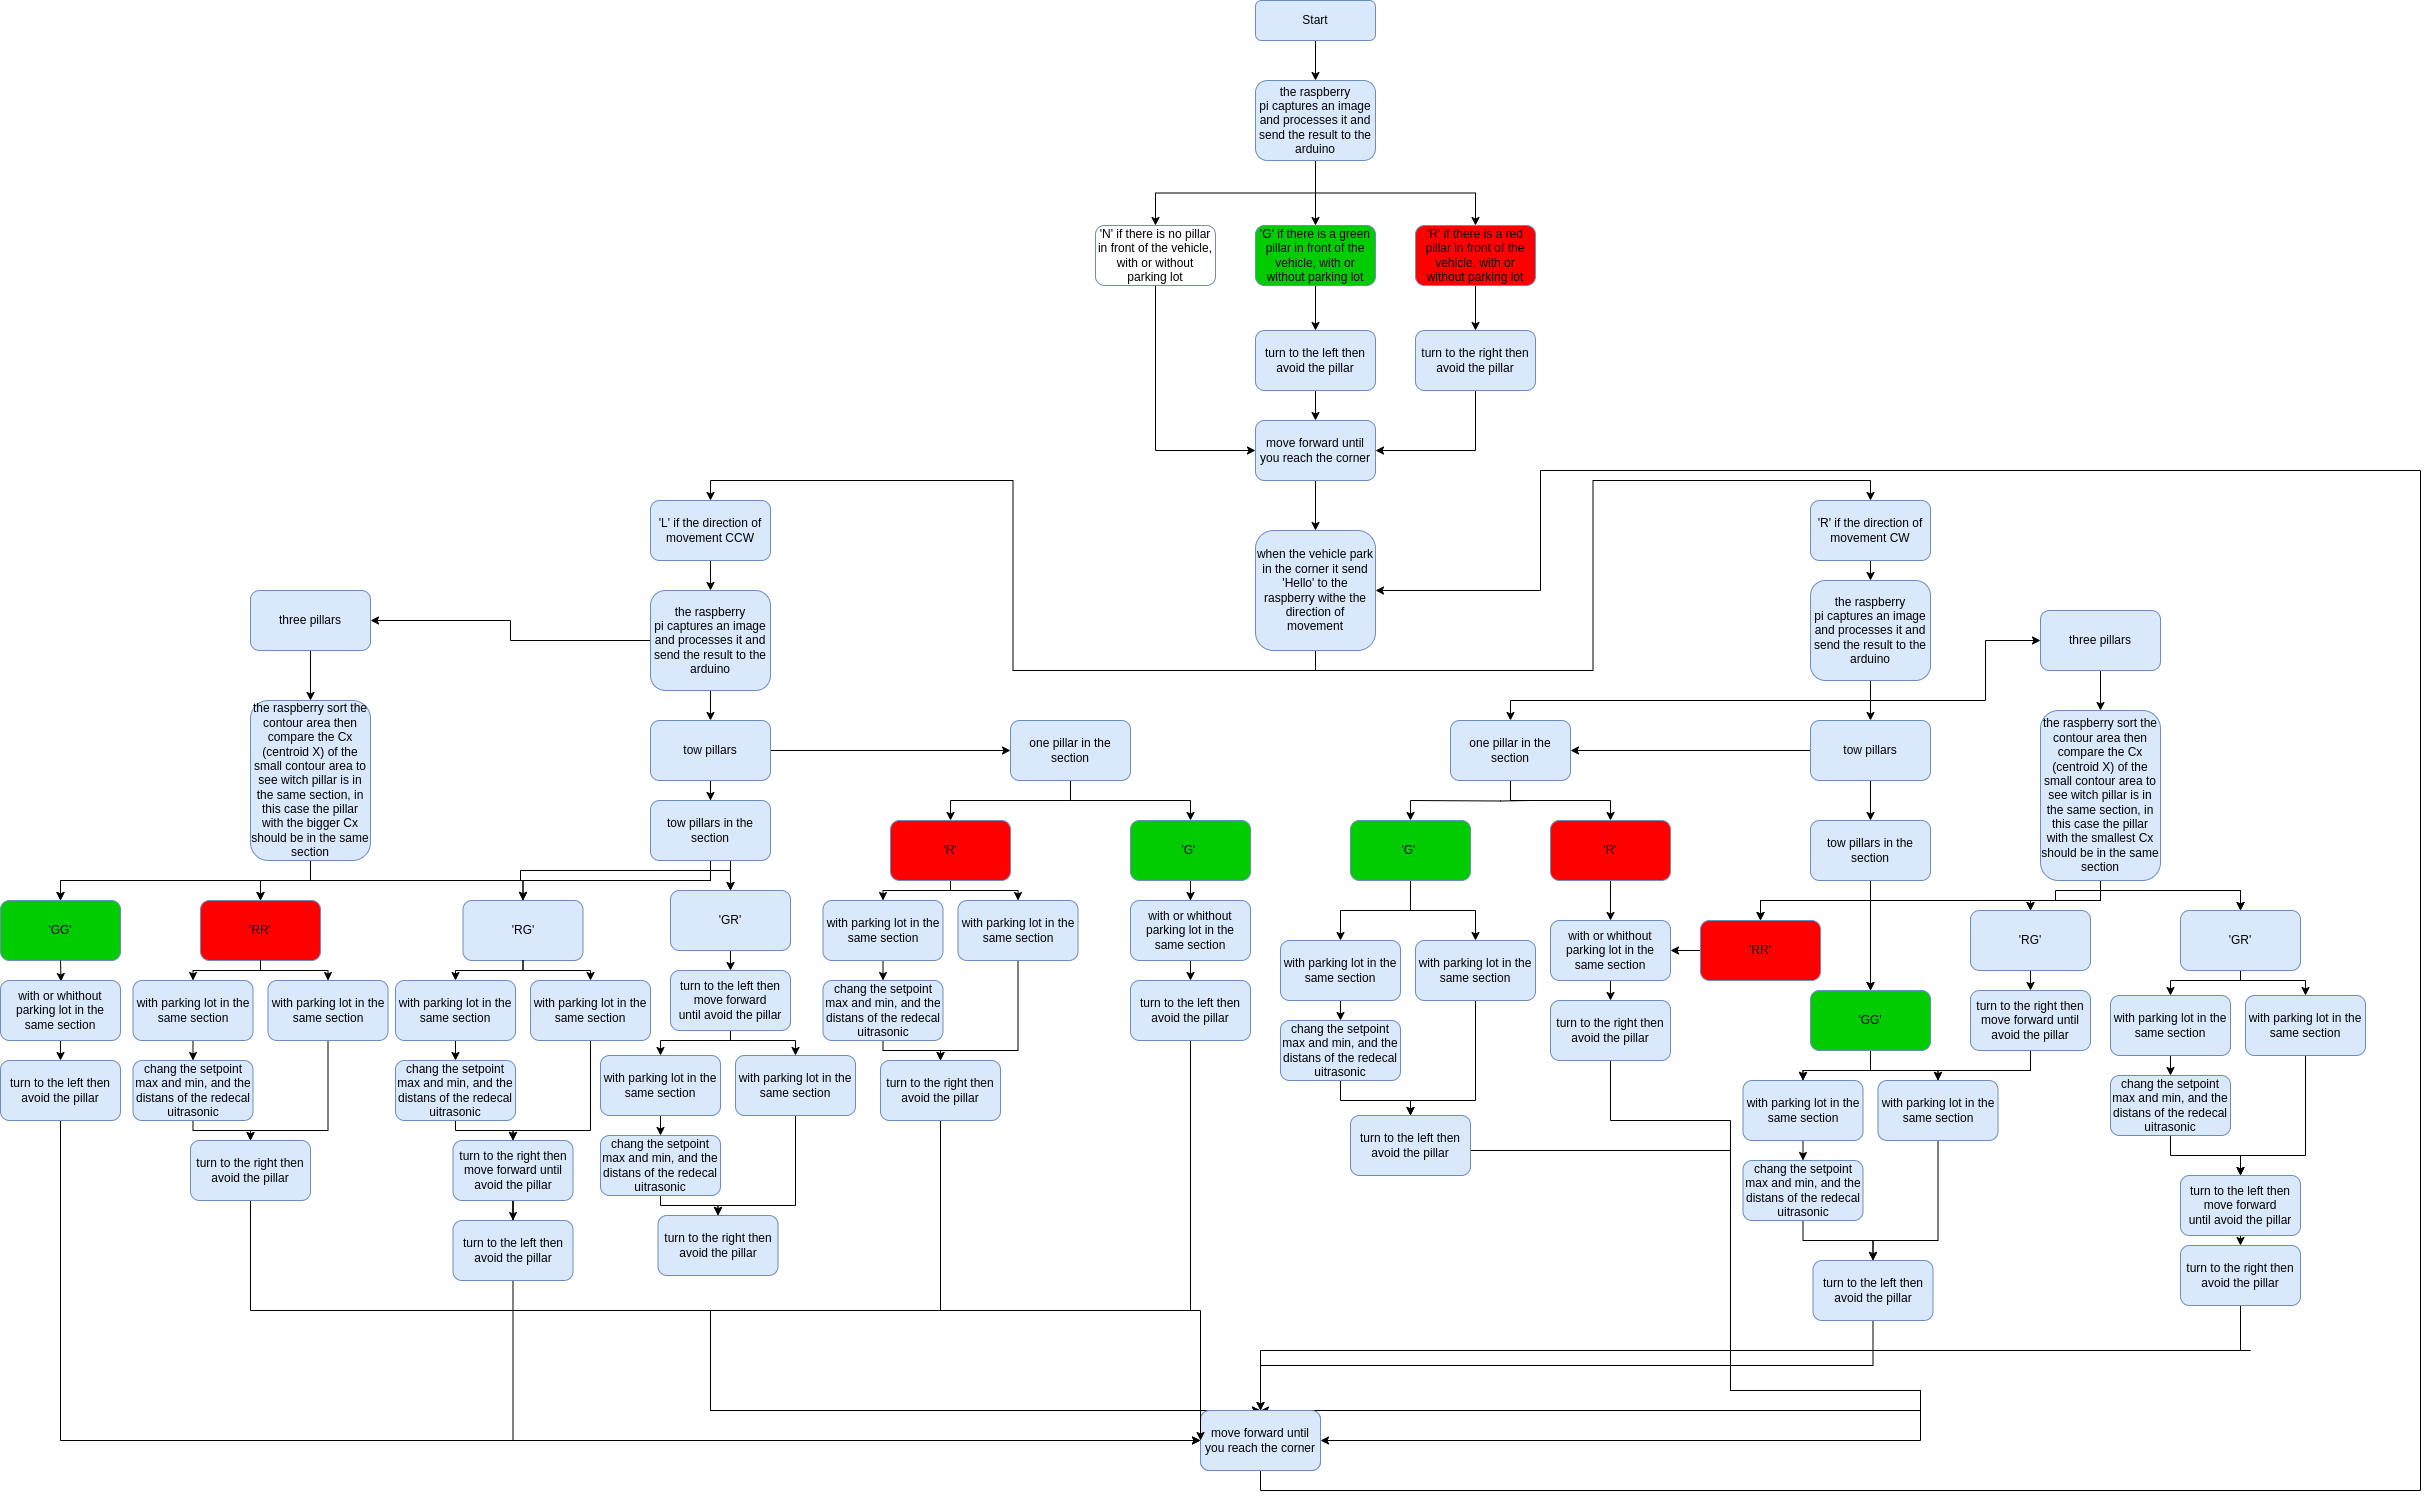 Start
the raspberry
pi captures an image
and processes it and
send the result to the
arduino
'N' if there is no pillar
in front of the vehicle,
with or without
parking lot
'G' if there is a green
pillar in front of the
vehicle, with or
without parking lot
'R' if there is a red
pillar in front of the
vehicle, with or
without parking lot
turn to the left then
avoid the pillar
turn to the right then
avoid the pillar
move forward until
you reach the corner
'L' if the direction of
movement CCW
'R' if the direction of
movement CW
when the vehicle park
in the corner it send
'Hello' to the
raspberry withe the
direction of
movement
three pillars
the raspberry
pi captures an image
and processes it and
send the result to the
arduino
the raspberry
pi captures an image
and processes it and
send the result to the
arduino
three pillars
the raspberry sort the
contour area then
compare the Cx
(centroid X) of the
small contour area to
see witch pillar is in
the same section, in
this case the pillar
with the bigger Cx
should be in the same
section
tow pillars
one pillar in the
section
one pillar in the
section
tow pillars
the raspberry sort the
contour area then
compare the Cx
(centroid X) of the
small contour area to
see witch pillar is in
the same section, in
this case the pillar
with the smallest Cx
should be in the same
section
tow pillars in the
section
'R'
'G'
'G'
'R'
tow pillars in the
section
'GG'
'RR'
'RG'
'GR'
with parking lot in the
same section
with parking lot in the
same section
with or whithout
parking lot in the
same section
with parking lot in the
same section
with parking lot in the
same section
with or whithout
parking lot in the
same section
'RR'
'RG'
'GR'
with or whithout
parking lot in the
same section
with parking lot in the
same section
with parking lot in the
same section
with parking lot in the
same section
with parking lot in the
same section
turn to the left then
move forward
until avoid the pillar
chang the setpoint
max and min, and the
distans of the redecal
uitrasonic
turn to the left then
avoid the pillar
chang the setpoint
max and min, and the
distans of the redecal
uitrasonic
turn to the right then
avoid the pillar
'GG'
turn to the right then
move forward until
avoid the pillar
with parking lot in the
same section
with parking lot in the
same section
turn to the left then
avoid the pillar
chang the setpoint
max and min, and the
distans of the redecal
uitrasonic
chang the setpoint
max and min, and the
distans of the redecal
uitrasonic
with parking lot in the
same section
with parking lot in the
same section
turn to the right then
avoid the pillar
turn to the left then
avoid the pillar
with parking lot in the
same section
with parking lot in the
same section
chang the setpoint
max and min, and the
distans of the redecal
uitrasonic
turn to the right then
avoid the pillar
turn to the right then
move forward until
avoid the pillar
chang the setpoint
max and min, and the
distans of the redecal
uitrasonic
chang the setpoint
max and min, and the
distans of the redecal
uitrasonic
turn to the left then
move forward
until avoid the pillar
turn to the left then
avoid the pillar
turn to the right then
avoid the pillar
turn to the left then
avoid the pillar
turn to the right then
avoid the pillar
move forward until
you reach the corner